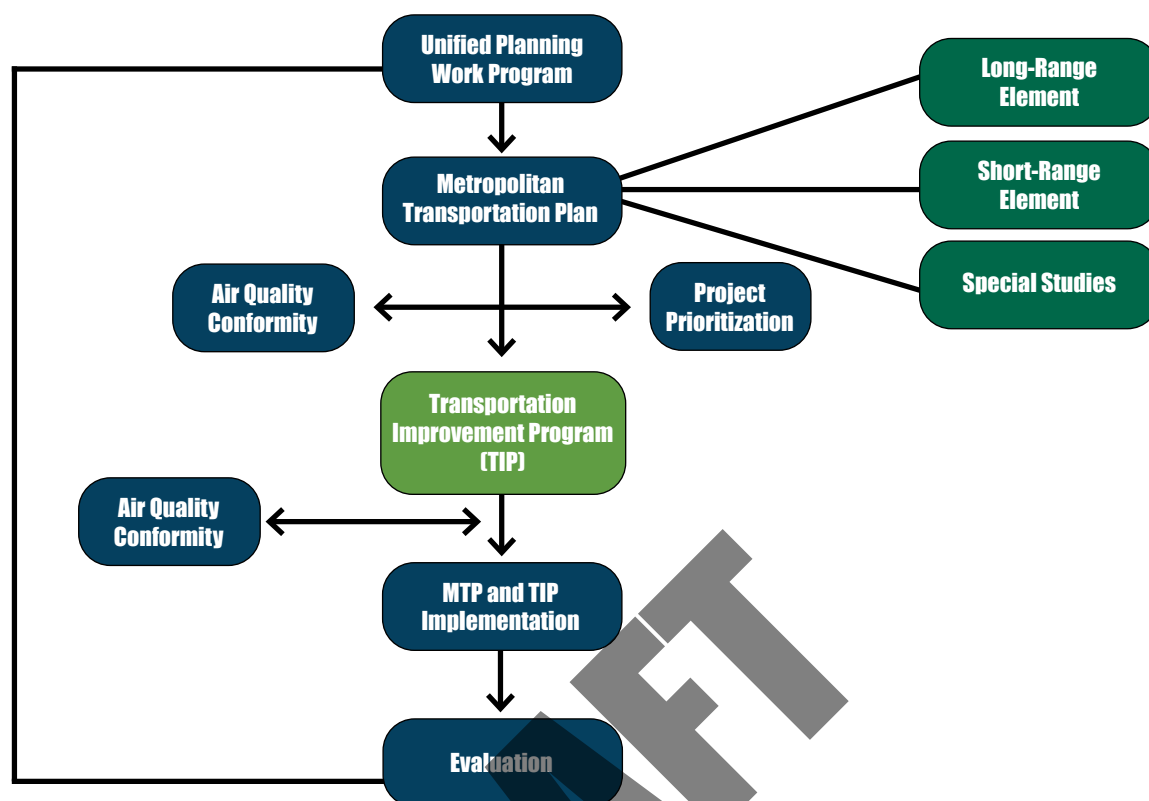 Unified Planning
Work Program
Long-Range
Element
Metropolitan
Transportation Plan
Short-Range
Element
Special Studies
Air Quality
Conformity
Project
Prioritization
Transportation
Improvement Program
(TIP)
Air Quality
Conformity
MTP and TIP
Implementation
Evaluation